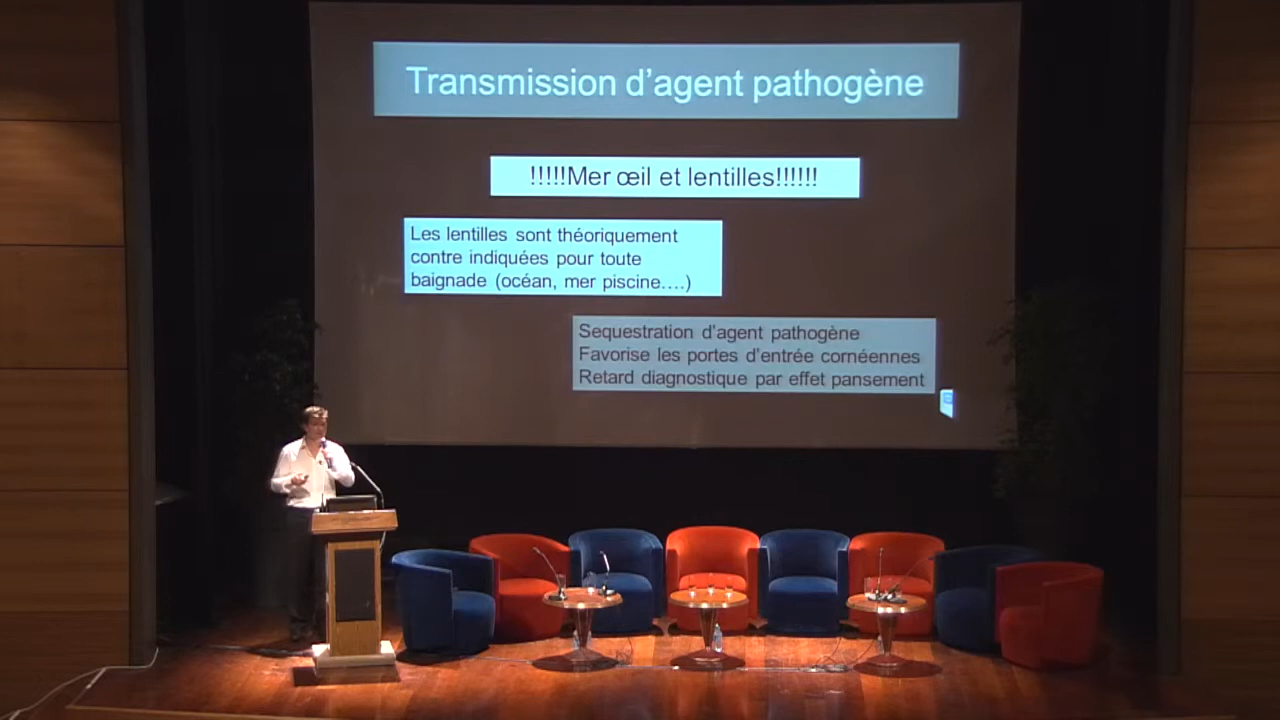 Transmission d'agent pathogène
!!!!!Mer œil et lentilles!!!!!!
Les lentilles sont théoriquement
contre indiquées pour toute
baignade (océan, mer piscine….)
Sequestration d'agent pathogène
Favorise les portes d'entrée cornéennes
Retard diagnostique par effet pansement